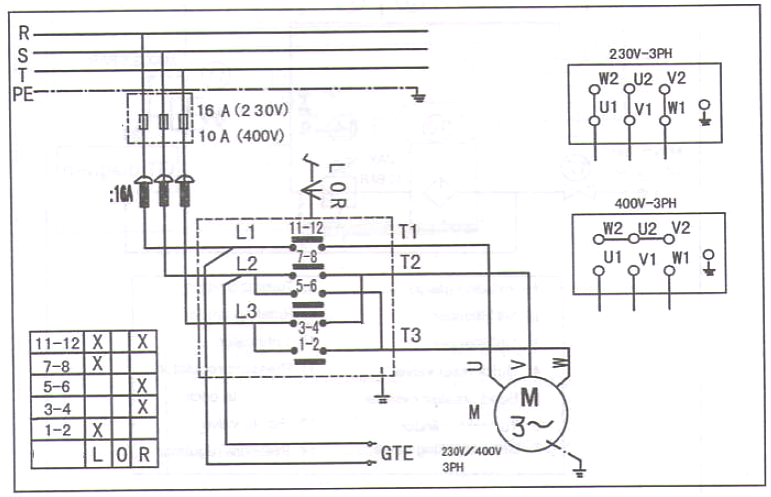 R
S
T
PE
16 A (230V)
10 A (400V)
:16A
L O R
L1
11-12
T1
7-8
L2
T2
5-6
L3
3-4
T3
1-2
11-12 X X
7-8 X
5-6 X
3-4 X
1-2 X
L O R
U V W
M
M
3~
GTE
230V/400V
3PH
230V-3PH
W2 U2 V2
U1 V1 W1
400V-3PH
W2 U2 V2
U1 V1 W1